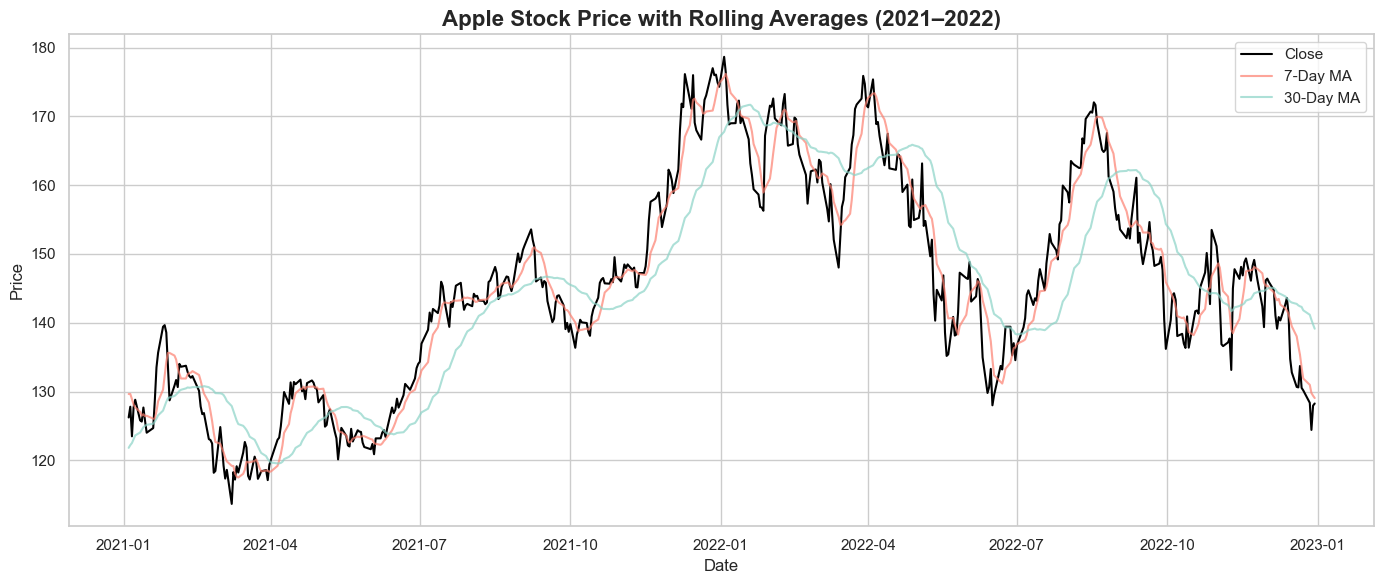 Apple Stock Price with Rolling Averages (2021–2022)
180
170
160
150
140
130
120
Price
Close
7-Day MA
30-Day MA
2021-01
2021-04
2021-07
2021-10
2022-01
2022-04
2022-07
2022-10
2023-01
Date